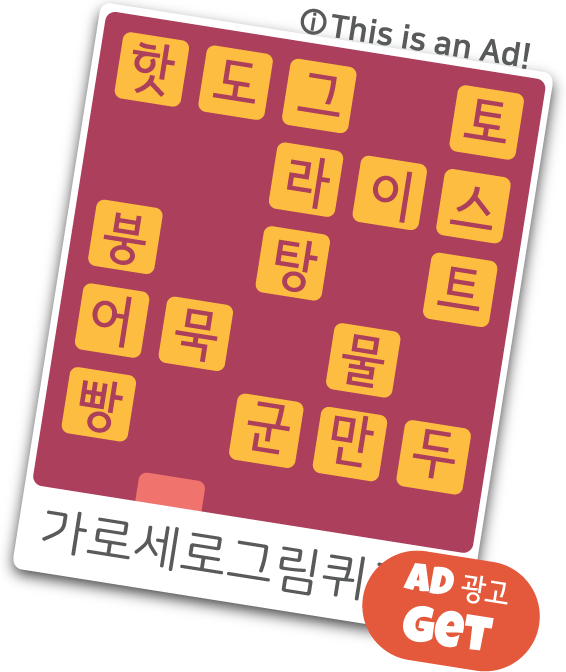 ⓘ This is an Ad!
핫 도 그 토
라 이 스
붕 탕 트
어 묵 물
빵 군 만 두
가로세로그림퀴
AD 광고
GET